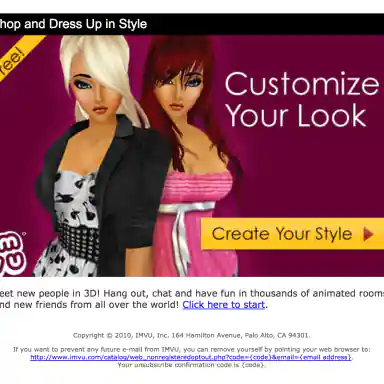 hop and Dress Up in Style
ree!
Customize
Your Look
Create Your Style
eet new people in 3D! Hang out, chat and have fun in thousands of animated rooms
nd new friends from all over the world! Click here to start.
Copyright © 2010, IMVU, Inc. 164 Hamilton Avenue, Palo Alto, CA 94301.
If you want to prevent any future e-mail from IMVU, you can remove yourself by pointing your web browser to:
http://www.imvu.com/catalog/web_nonregisteredoptout.php?code={code}&email={email address}.
Your unsubscribe confirmation code is {code}.